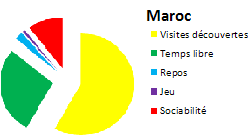 Maroc
Visites découvertes
Temps libre
Repos
Jeu
Sociabilité